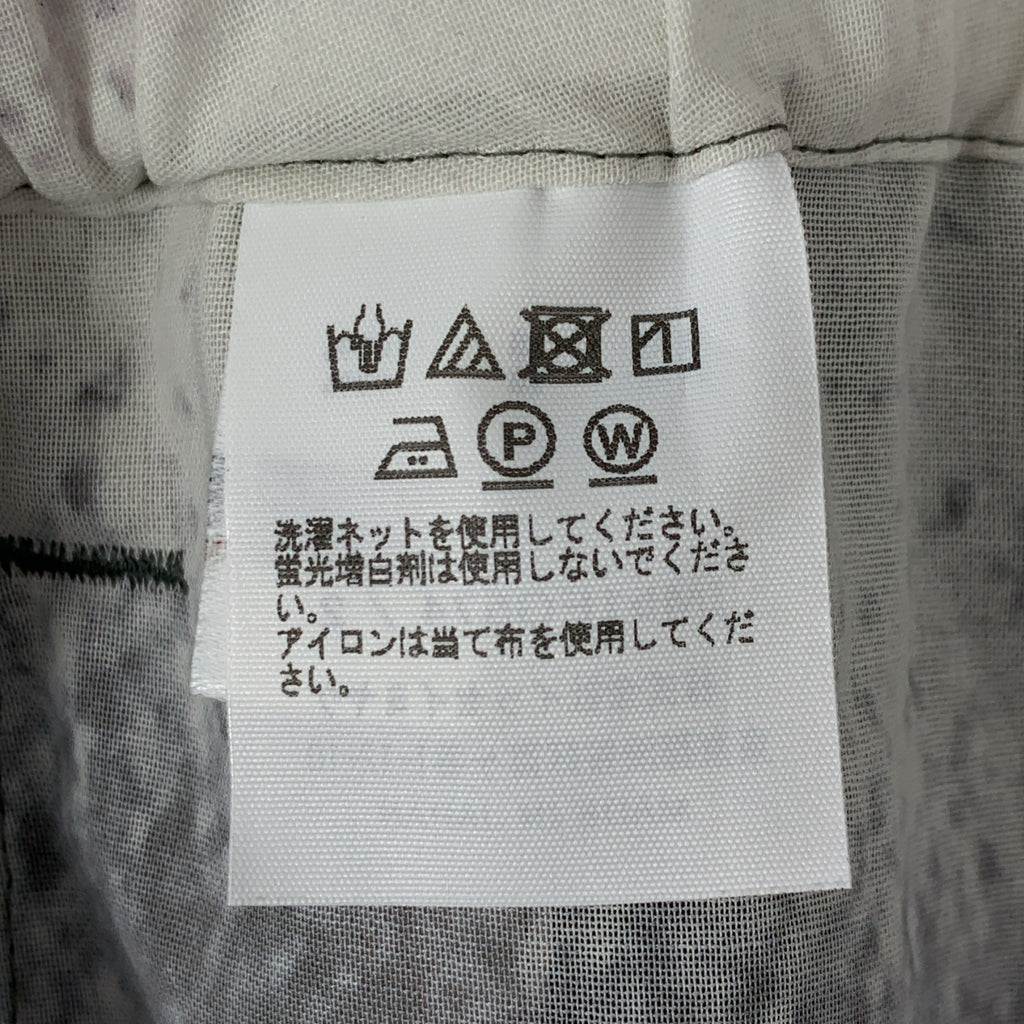 P W
洗濯ネットを使用してください。
蛍光増白剤は使用しないでくださ
い。
アイロンは当て布を使用してくだ
さい。